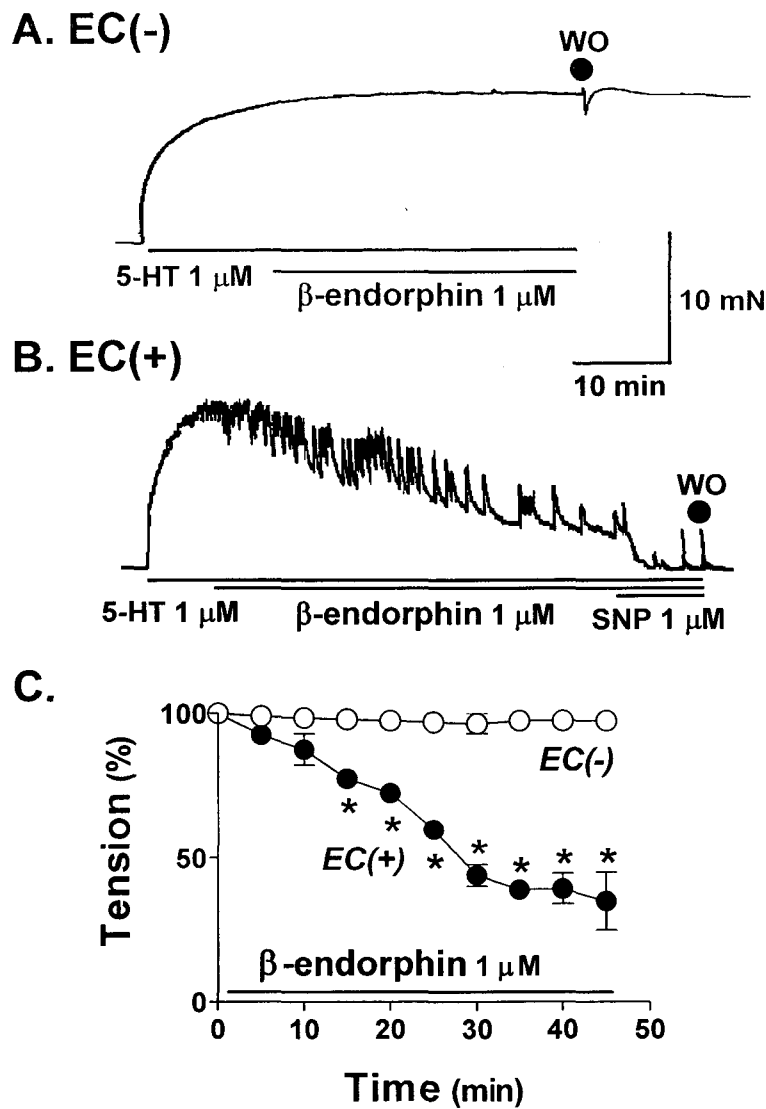 A. EC(-)
WO
5-HT 1 μM
β-endorphin 1 μM
10 mN
10 min
B. EC(+)
WO
5-HT 1 μM
β-endorphin 1 μM
SNP 1 μM
C.
Tension (%)
100
50
0
EC(-)
EC(+)
* * * * * * *
β-endorphin 1 μM
0 10 20 30 40 50
Time (min)